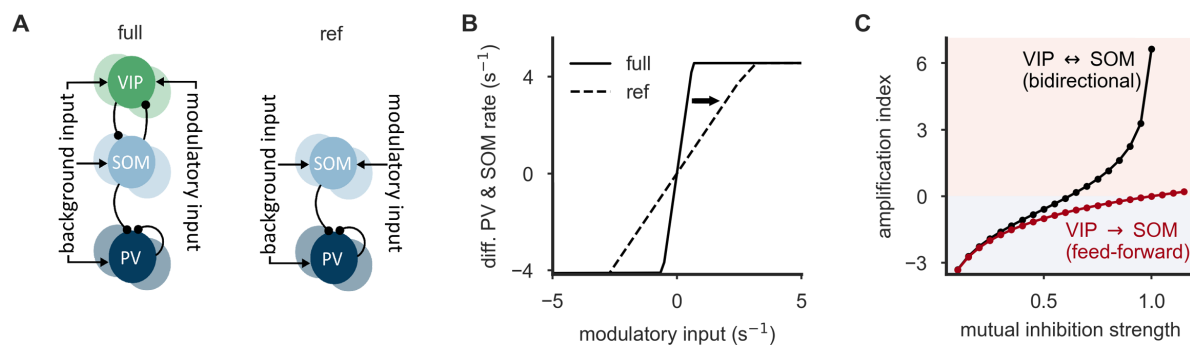 A
full
ref
VIP
SOM
PV
background input
modulatory input
SOM
PV
background input
modulatory input
B
full
ref
diff. PV & SOM rate (s⁻¹)
4
0
−4
−5
0
5
modulatory input (s⁻¹)
C
VIP ↔ SOM
(bidirectional)
VIP → SOM
(feed-forward)
amplification index
6
3
0
−3
0.5
1.0
mutual inhibition strength